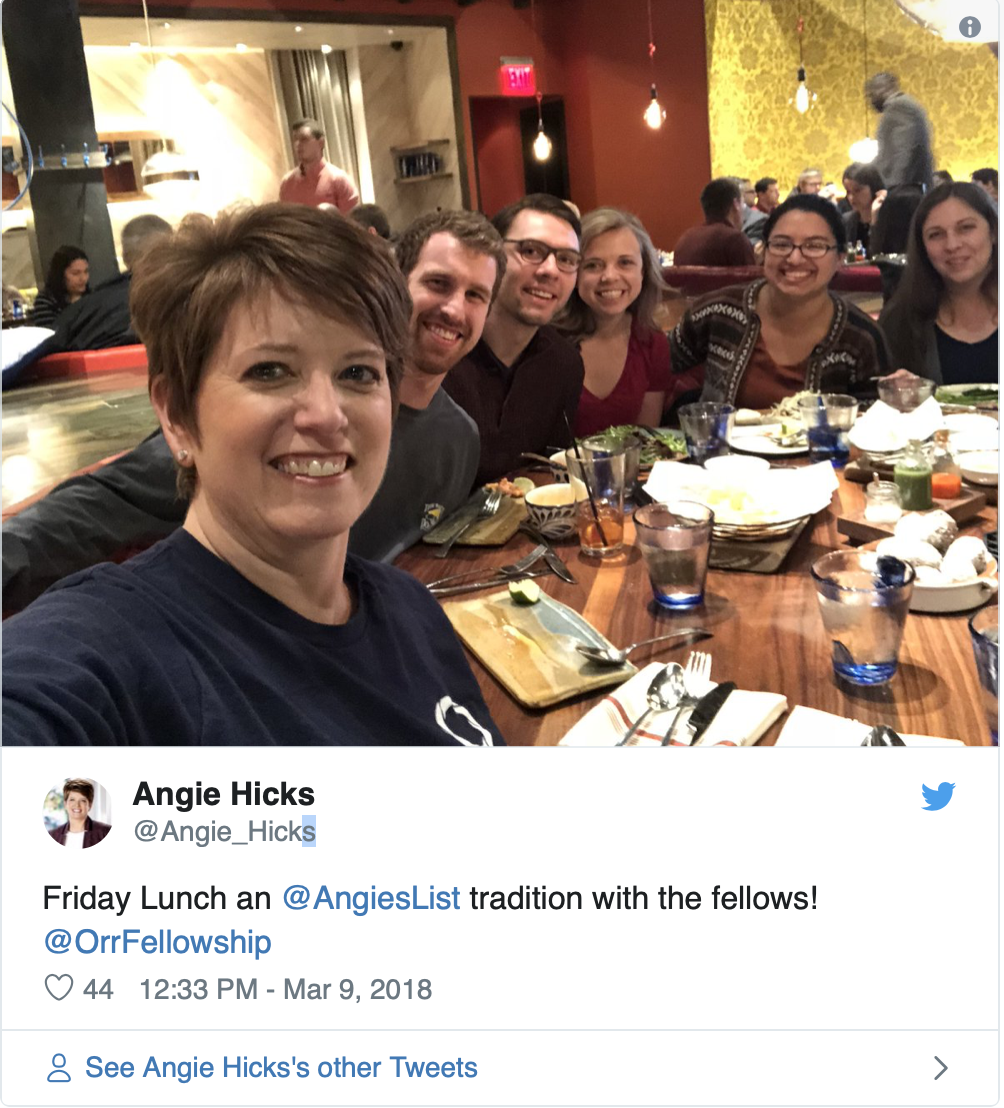 EXIT
Angie Hicks
@Angie_Hicks
Friday Lunch an @AngiesList tradition with the fellows!
@OrrFellowship
44 12:33 PM - Mar 9, 2018
See Angie Hicks's other Tweets